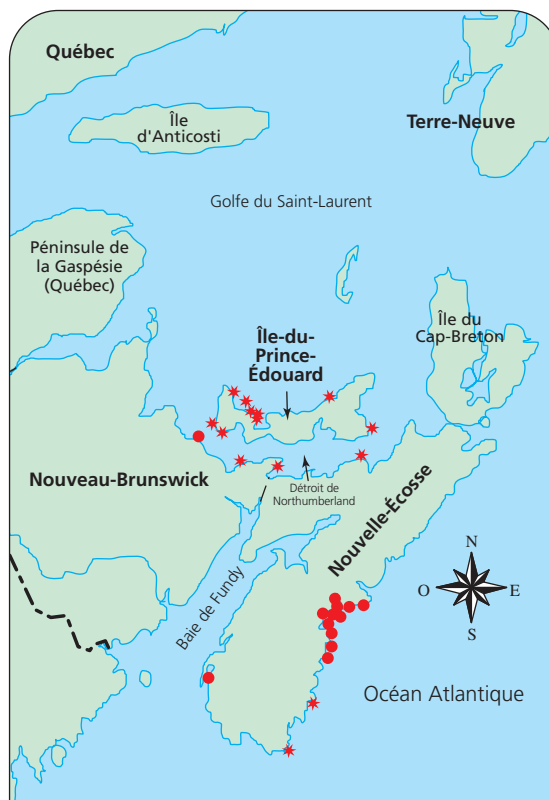 Québec
Île
d'Anticosti
Terre-Neuve
Golfe du Saint-Laurent
Péninsule de
la Gaspésie
(Québec)
Île du
Cap-Breton
Île-du-
Prince-
Édouard
Nouveau-Brunswick
Détroit de
Northumberland
Nouvelle-Écosse
Baie de Fundy
N
O
E
S
Océan Atlantique